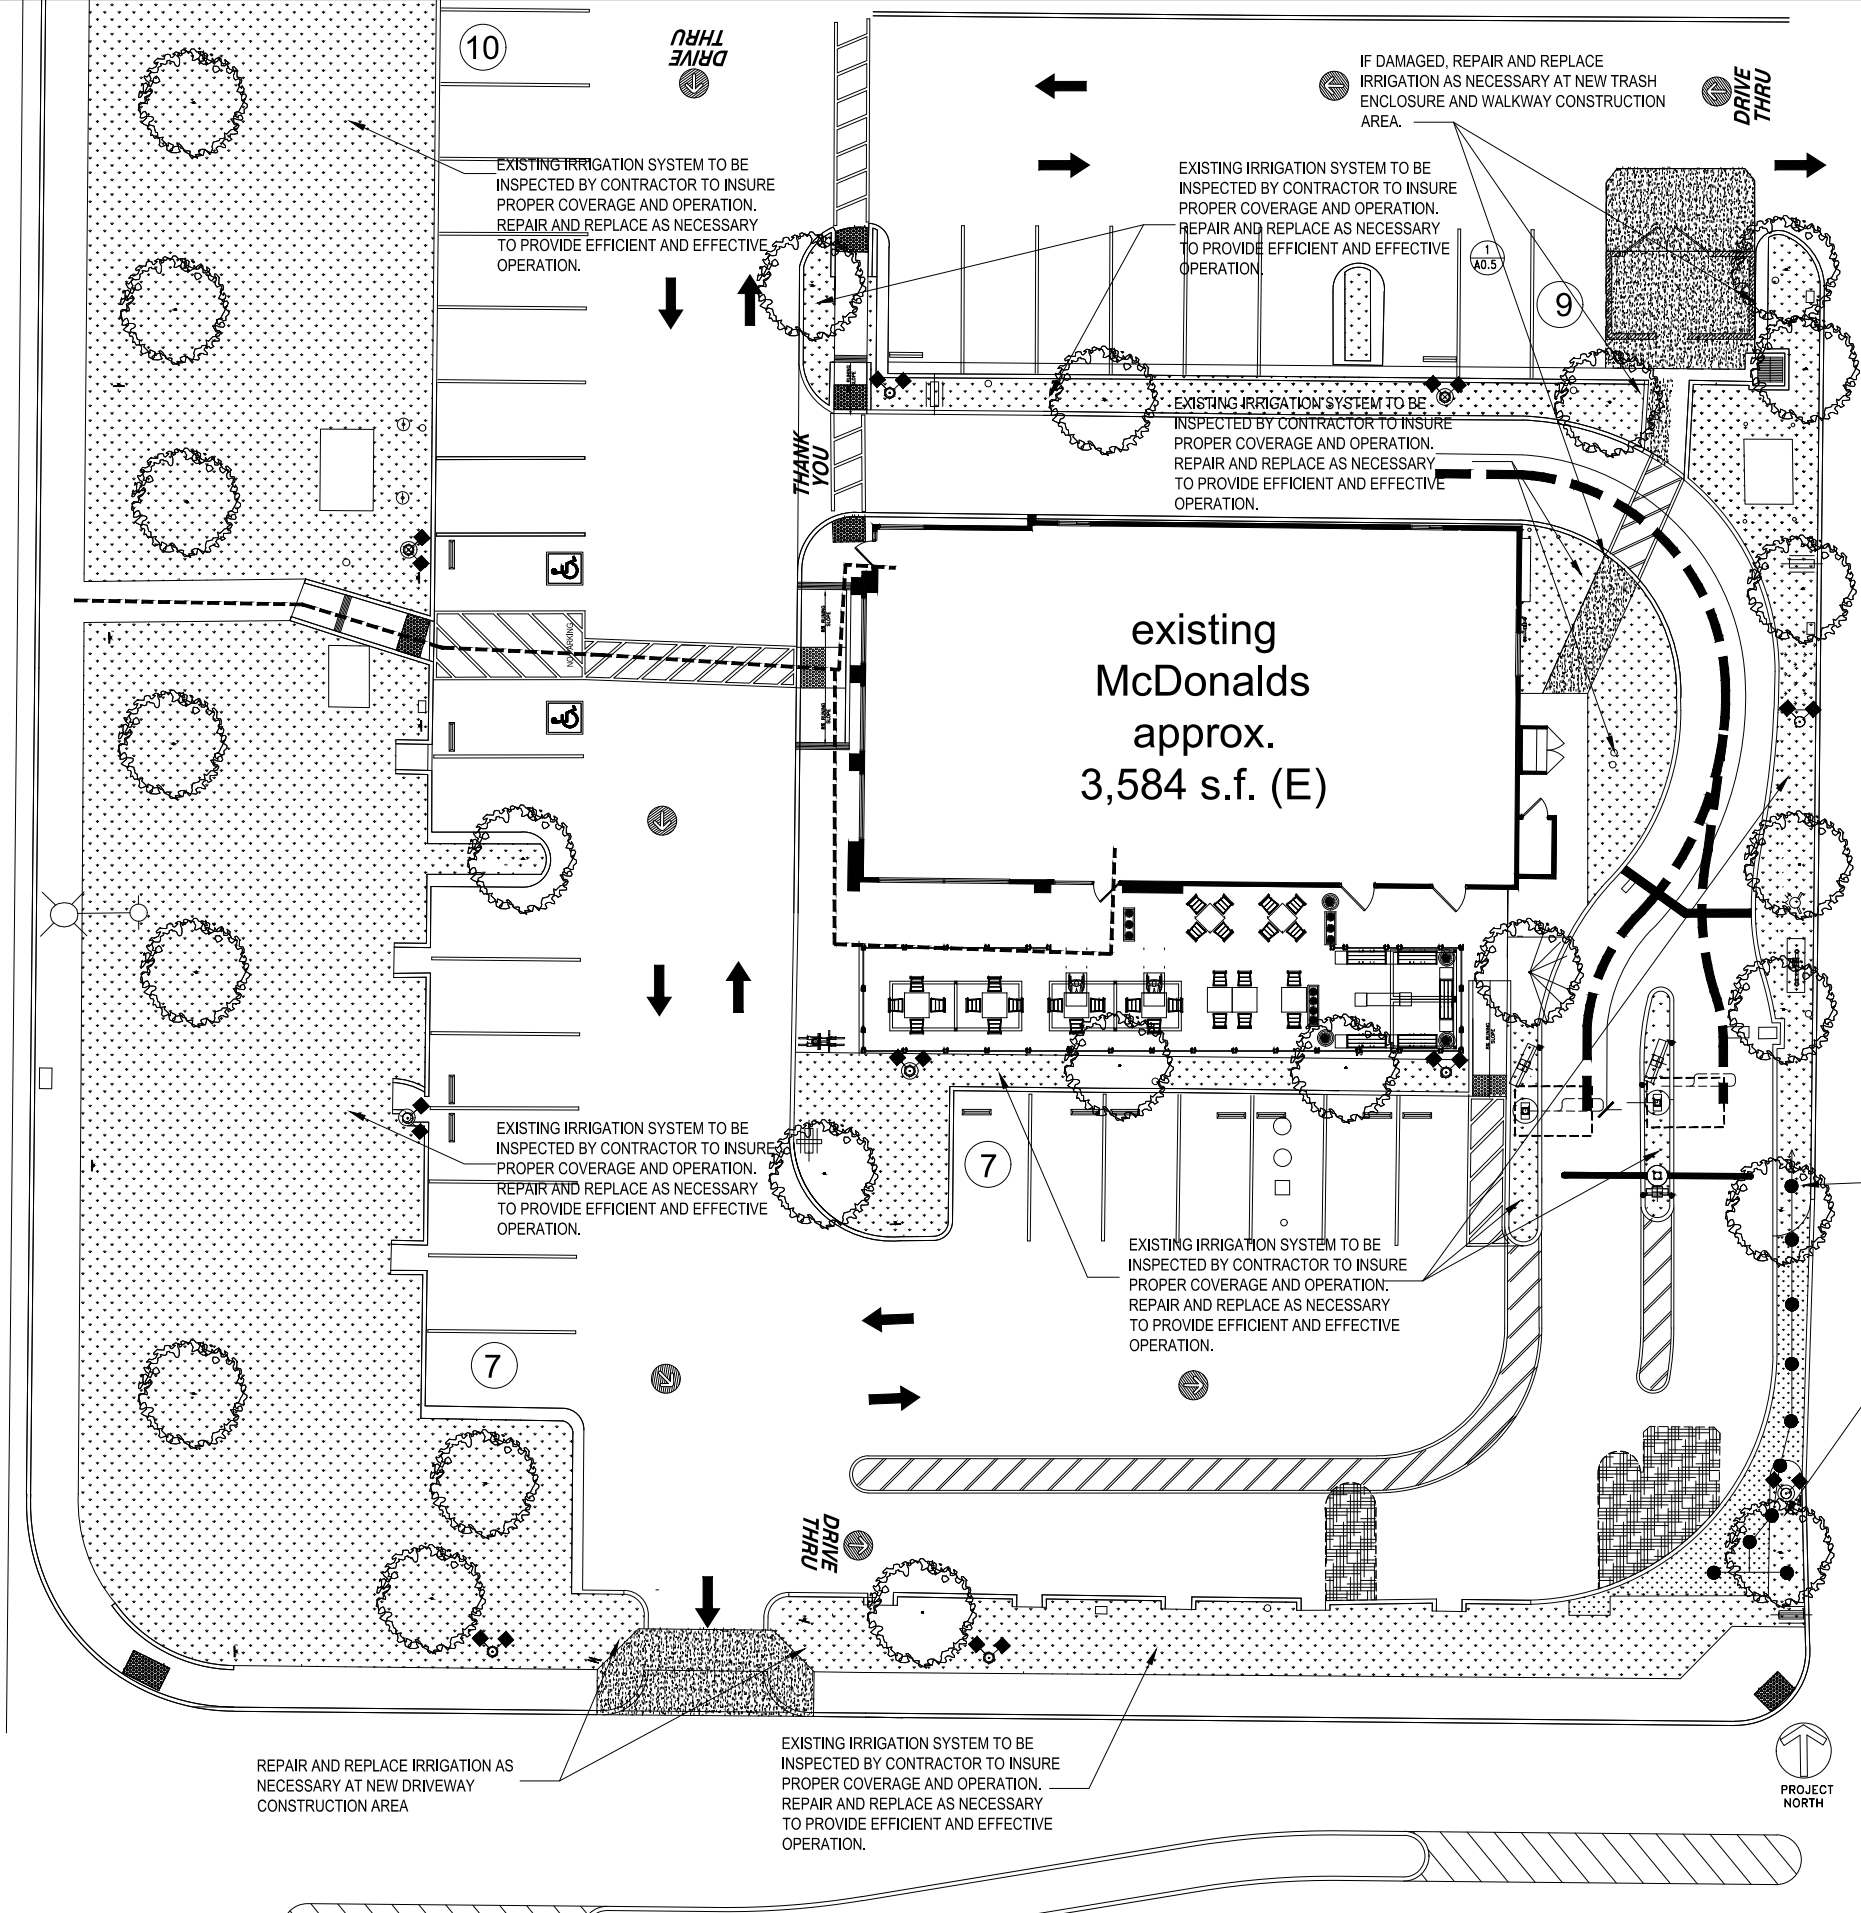 10
DRIVE
THRU
IF DAMAGED, REPAIR AND REPLACE
IRRIGATION AS NECESSARY AT NEW TRASH
ENCLOSURE AND WALKWAY CONSTRUCTION
AREA.
DRIVE
THRU
EXISTING IRRIGATION SYSTEM TO BE
INSPECTED BY CONTRACTOR TO INSURE
PROPER COVERAGE AND OPERATION.
REPAIR AND REPLACE AS NECESSARY
TO PROVIDE EFFICIENT AND EFFECTIVE
OPERATION.
EXISTING IRRIGATION SYSTEM TO BE
INSPECTED BY CONTRACTOR TO INSURE
PROPER COVERAGE AND OPERATION.
REPAIR AND REPLACE AS NECESSARY
TO PROVIDE EFFICIENT AND EFFECTIVE
OPERATION.
1
A0.5
9
EXISTING IRRIGATION SYSTEM TO BE
INSPECTED BY CONTRACTOR TO INSURE
PROPER COVERAGE AND OPERATION.
REPAIR AND REPLACE AS NECESSARY
TO PROVIDE EFFICIENT AND EFFECTIVE
OPERATION.
THANK
YOU
NO PARKING
existing
McDonalds
approx.
3,584 s.f. (E)
EXISTING IRRIGATION SYSTEM TO BE
INSPECTED BY CONTRACTOR TO INSURE
PROPER COVERAGE AND OPERATION.
REPAIR AND REPLACE AS NECESSARY
TO PROVIDE EFFICIENT AND EFFECTIVE
OPERATION.
7
EXISTING IRRIGATION SYSTEM TO BE
INSPECTED BY CONTRACTOR TO INSURE
PROPER COVERAGE AND OPERATION.
REPAIR AND REPLACE AS NECESSARY
TO PROVIDE EFFICIENT AND EFFECTIVE
OPERATION.
7
DRIVE
THRU
REPAIR AND REPLACE IRRIGATION AS
NECESSARY AT NEW DRIVEWAY
CONSTRUCTION AREA
EXISTING IRRIGATION SYSTEM TO BE
INSPECTED BY CONTRACTOR TO INSURE
PROPER COVERAGE AND OPERATION.
REPAIR AND REPLACE AS NECESSARY
TO PROVIDE EFFICIENT AND EFFECTIVE
OPERATION.
PROJECT
NORTH